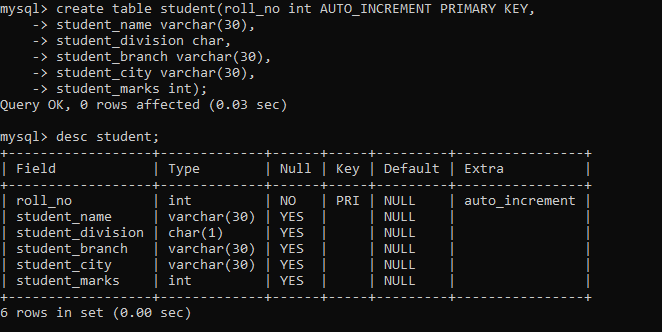 mysql> create table student(roll_no int AUTO_INCREMENT PRIMARY KEY,
    -> student_name varchar(30),
    -> student_division char,
    -> student_branch varchar(30),
    -> student_city varchar(30),
    -> student_marks int);
Query OK, 0 rows affected (0.03 sec)

mysql> desc student;
+------------------+-------------+------+-----+---------+----------------+
| Field            | Type        | Null | Key | Default | Extra          |
+------------------+-------------+------+-----+---------+----------------+
| roll_no          | int         | NO   | PRI | NULL    | auto_increment |
| student_name     | varchar(30) | YES  |     | NULL    |                |
| student_division | char(1)     | YES  |     | NULL    |                |
| student_branch   | varchar(30) | YES  |     | NULL    |                |
| student_city     | varchar(30) | YES  |     | NULL    |                |
| student_marks    | int         | YES  |     | NULL    |                |
+------------------+-------------+------+-----+---------+----------------+
6 rows in set (0.00 sec)